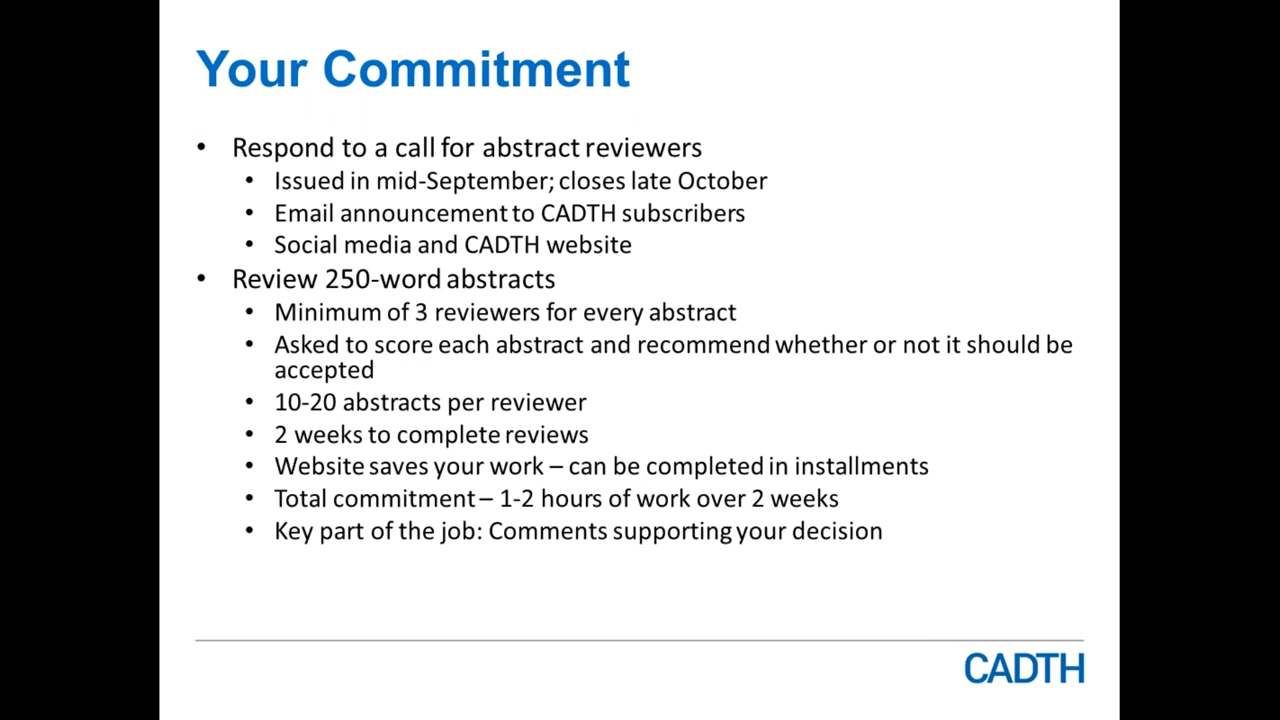 Your Commitment
• Respond to a call for abstract reviewers
• Issued in mid-September; closes late October
• Email announcement to CADTH subscribers
• Social media and CADTH website
• Review 250-word abstracts
• Minimum of 3 reviewers for every abstract
• Asked to score each abstract and recommend whether or not it should be
accepted
• 10-20 abstracts per reviewer
• 2 weeks to complete reviews
• Website saves your work – can be completed in installments
• Total commitment – 1-2 hours of work over 2 weeks
• Key part of the job: Comments supporting your decision
CADTH